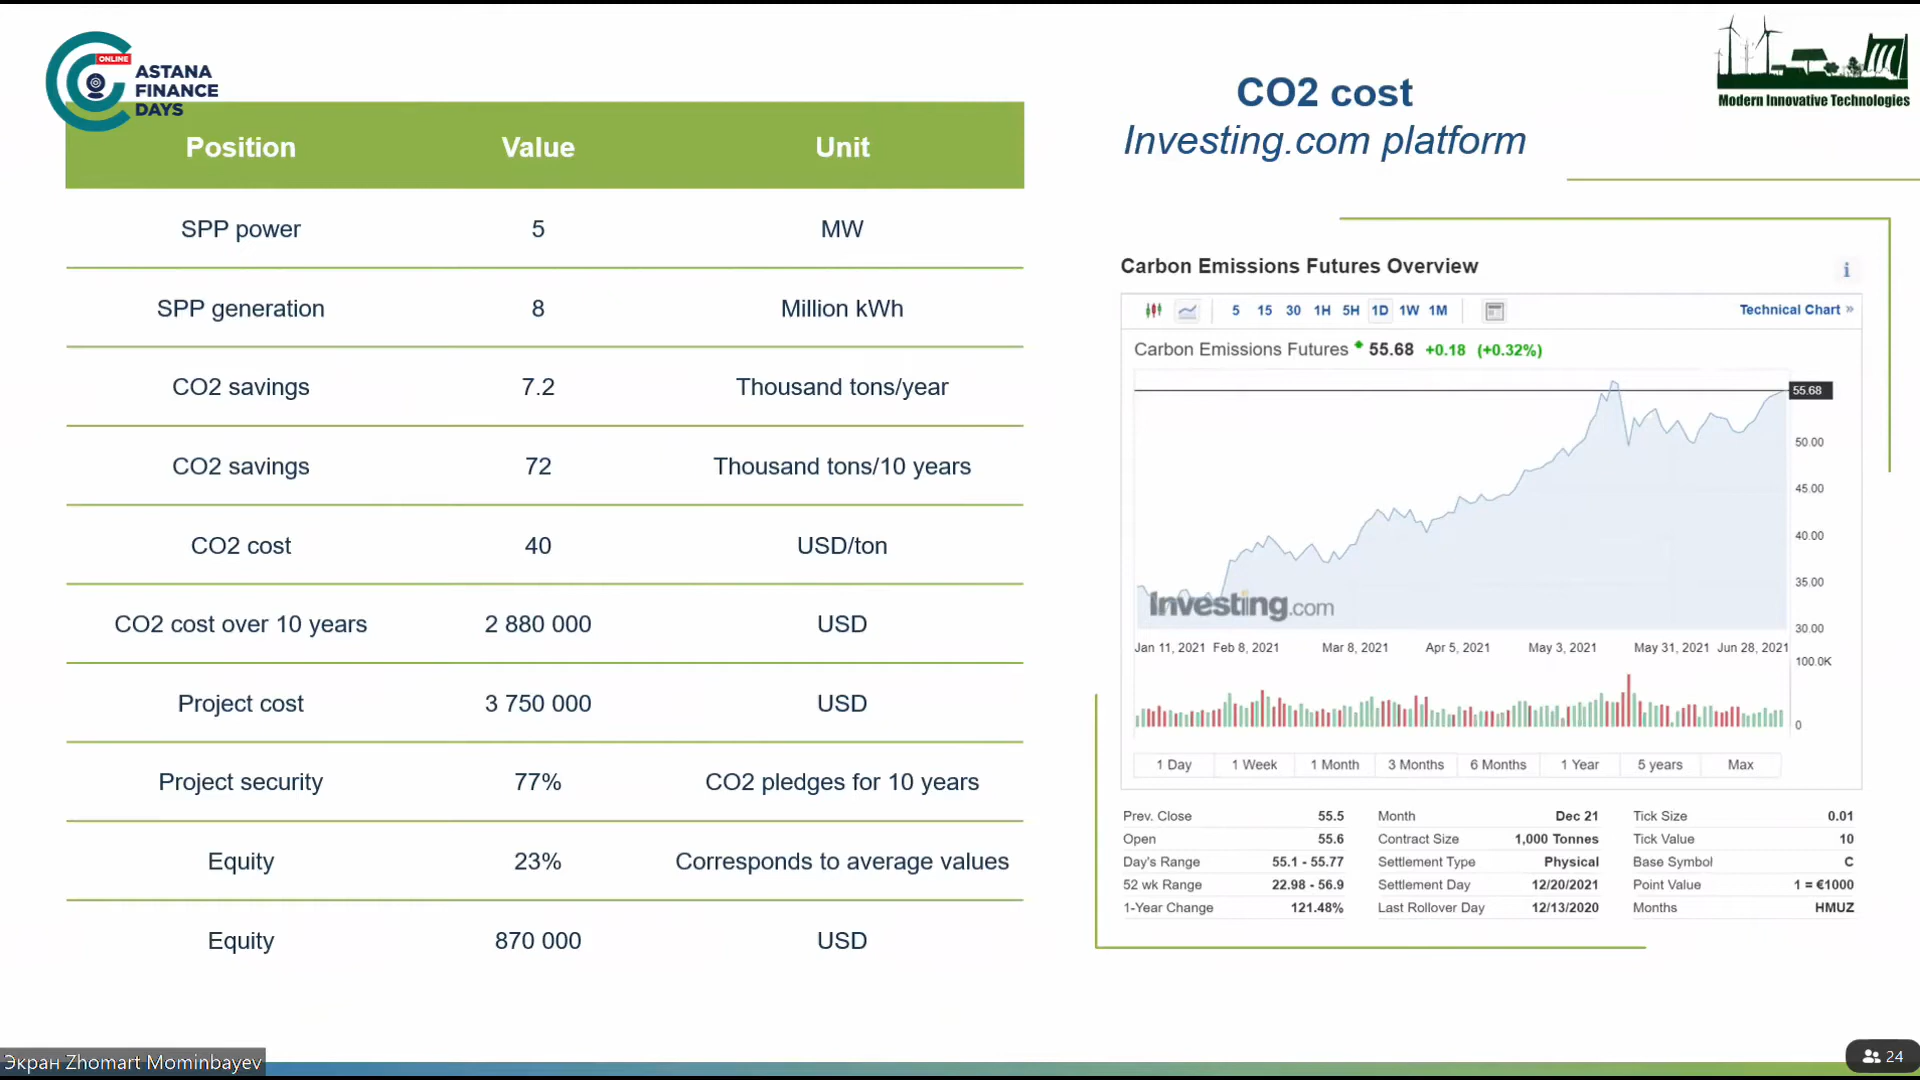 ONLINE
ASTANA
FINANCE
DAYS
Modern Innovative Technologies
CO2 cost
Investing.com platform
Position Value Unit
SPP power 5 MW
SPP generation 8 Million kWh
CO2 savings 7.2 Thousand tons/year
CO2 savings 72 Thousand tons/10 years
CO2 cost 40 USD/ton
CO2 cost over 10 years 2 880 000 USD
Project cost 3 750 000 USD
Project security 77% CO2 pledges for 10 years
Equity 23% Corresponds to average values
Equity 870 000 USD
Carbon Emissions Futures Overview
5 15 30 1H 5H 1D 1W 1M Technical Chart »
Carbon Emissions Futures 55.68 +0.18 (+0.32%)
55.68
50.00
45.00
40.00
35.00
30.00
Investing.com
Jan 11, 2021 Feb 8, 2021 Mar 8, 2021 Apr 5, 2021 May 3, 2021 May 31, 2021 Jun 28, 2021
100.0K
0
1 Day 1 Week 1 Month 3 Months 6 Months 1 Year 5 years Max
Prev. Close 55.5 Month Dec 21 Tick Size 0.01
Open 55.6 Contract Size 1,000 Tonnes Tick Value 10
Day's Range 55.1 - 55.77 Settlement Type Physical Base Symbol C
52 wk Range 22.98 - 56.9 Settlement Day 12/20/2021 Point Value 1 = €1000
1-Year Change 121.48% Last Rollover Day 12/13/2020 Months HMUZ
Экран Zhomart Mominbayev
24